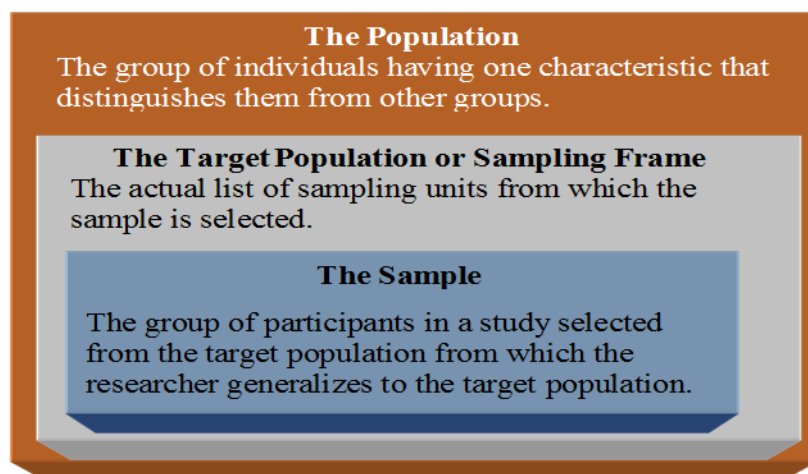 The Population
The group of individuals having one characteristic that
distinguishes them from other groups.
The Target Population or Sampling Frame
The actual list of sampling units from which the
sample is selected.
The Sample
The group of participants in a study selected
from the target population from which the
researcher generalizes to the target population.